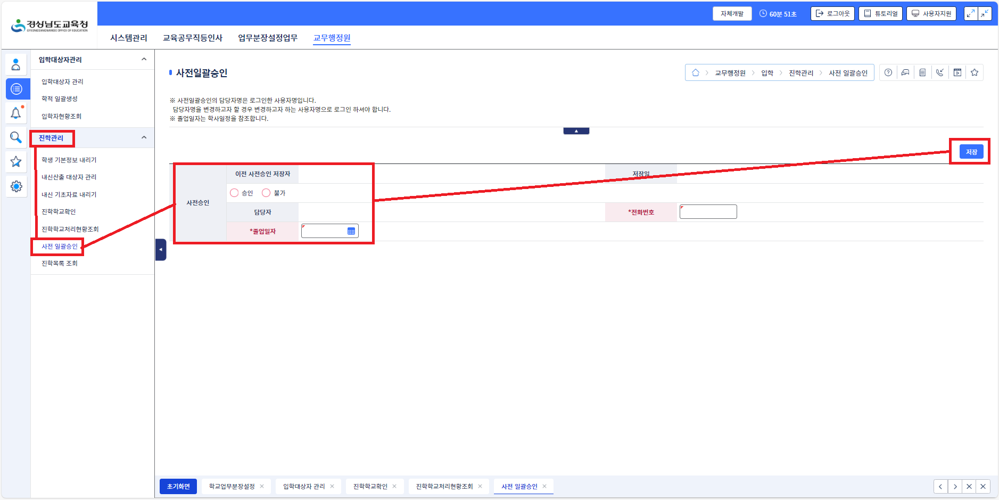 자체개발
60분 51초
로그아웃
튜토리얼
사용자지원
경상남도교육청
GYEONGSANGNAMDO OFFICE OF EDUCATION
시스템관리
교육공무직등인사
업무분장설정업무
교무행정원
입학대상자관리
입학대상자 관리
학적 일괄생성
입학자현황조회
진학관리
학생 기본정보 내리기
내신산출 대상자 관리
내신 기초자료 내리기
진학학교확인
진학학교처리현황조회
사전 일괄승인
진학목록 조회
사전일괄승인
교무행정원 > 입학 > 진학관리 > 사전 일괄승인
※ 사전일괄승인의 담당자명은 로그인한 사용자명입니다.
담당자명을 변경하고자 할 경우 변경하고자 하는 사용자명으로 로그인 하셔야 합니다.
※ 졸업일자는 학사일정을 참조합니다.
저장
사전승인
이전 사전승인 저장자
저장일
승인
불가
담당자
*전화번호
*졸업일자
초기화면
학교업무분장설정
입학대상자 관리
진학학교확인
진학학교처리현황조회
사전 일괄승인